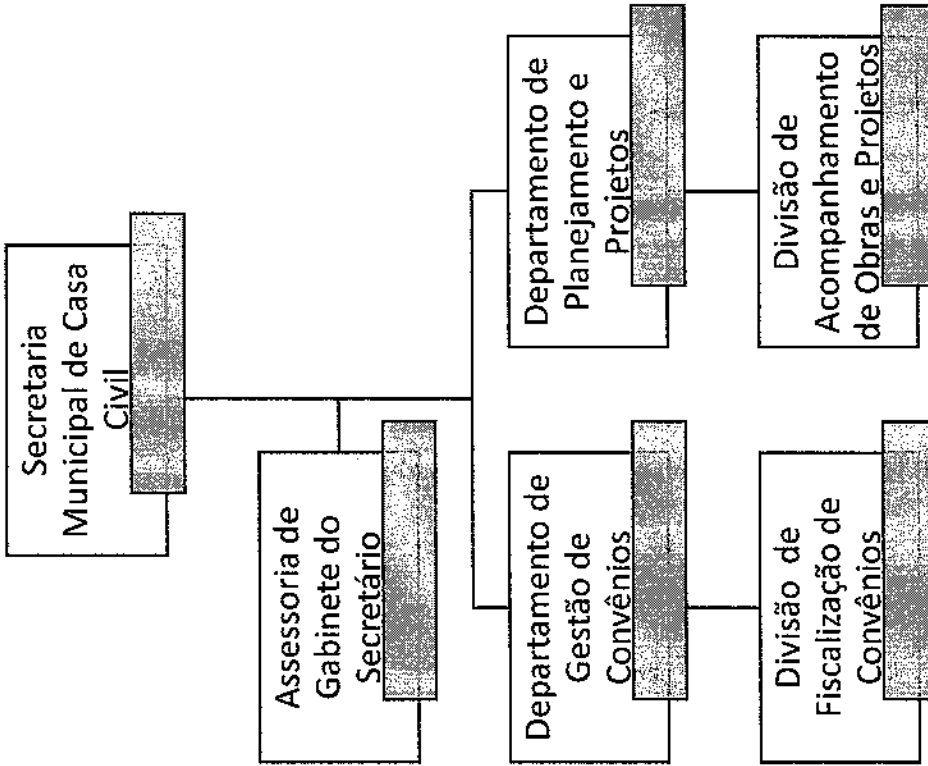 Secretaria
Municipal de Casa
Civil
Assessoria de
Gabinete do
Secretário
Departamento de
Gestão de
Convênios
Departamento de
Planejamento e
Projetos
Divisão de
Fiscalização de
Convênios
Divisão de
Acompanhamento
de Obras e Projetos